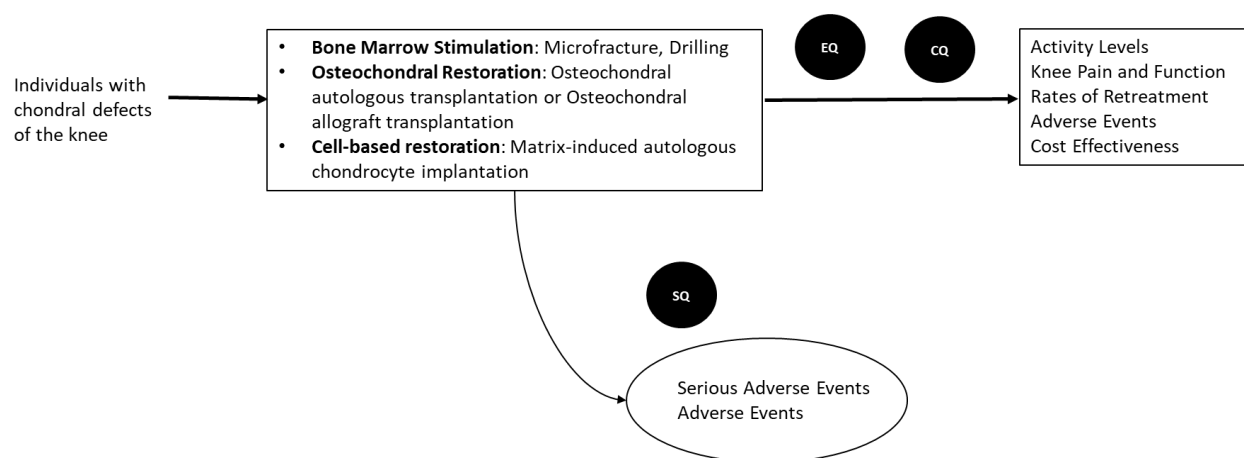 Individuals with
chondral defects
of the knee
• Bone Marrow Stimulation: Microfracture, Drilling
• Osteochondral Restoration: Osteochondral
autologous transplantation or Osteochondral
allograft transplantation
• Cell-based restoration: Matrix-induced autologous
chondrocyte implantation
EQ
CQ
Activity Levels
Knee Pain and Function
Rates of Retreatment
Adverse Events
Cost Effectiveness
SQ
Serious Adverse Events
Adverse Events